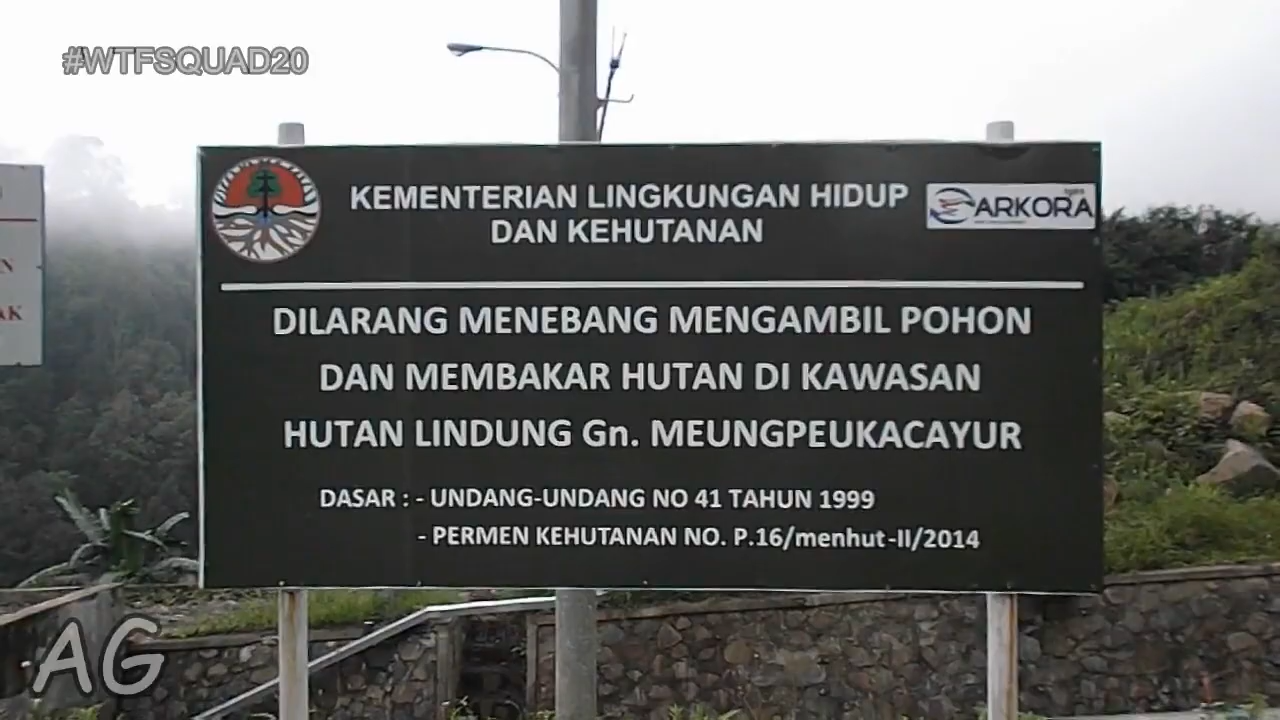 #WTFSQUAD20
KEMENTERIAN LINGKUNGAN HIDUP
DAN KEHUTANAN
ARKORA
DILARANG MENEBANG MENGAMBIL POHON
DAN MEMBAKAR HUTAN DI KAWASAN
HUTAN LINDUNG Gn. MEUNGPEUKACAYUR
DASAR : - UNDANG-UNDANG NO 41 TAHUN 1999
- PERMEN KEHUTANAN NO. P.16/menhut-II/2014
AG